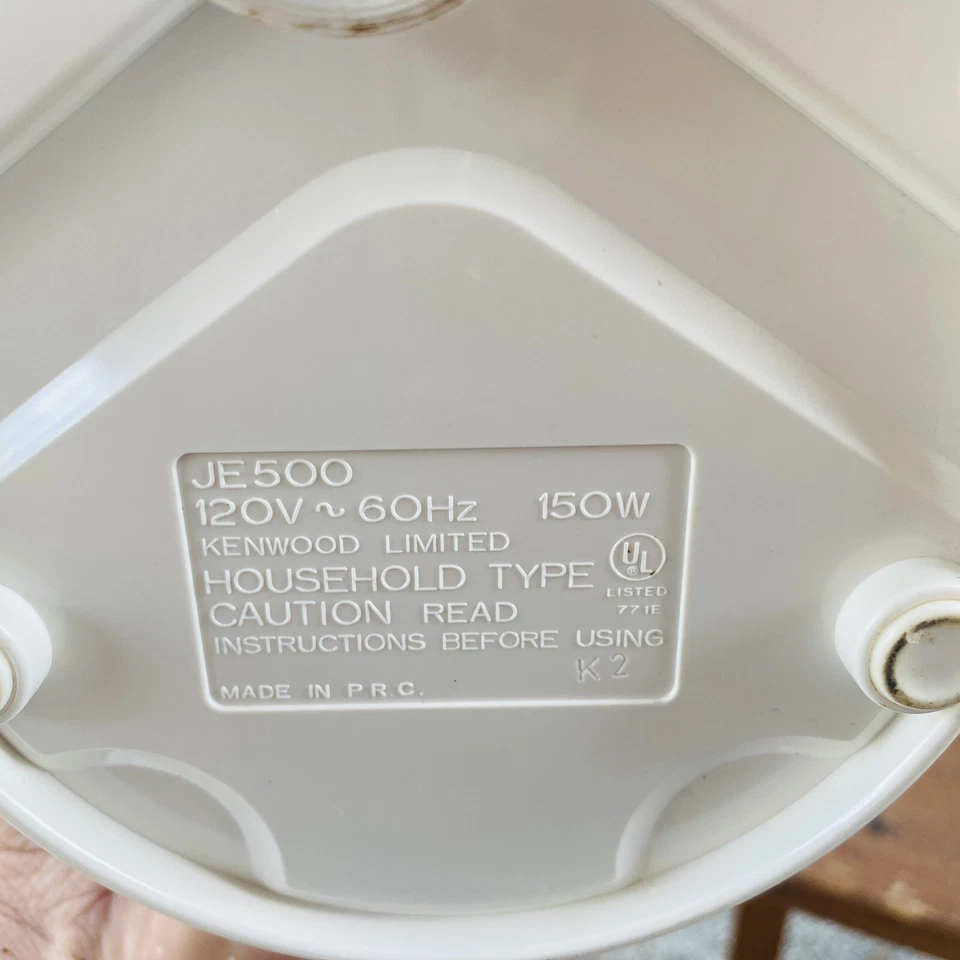 JE500
120V ~ 60Hz 150W
KENWOOD LIMITED
UL
®
HOUSEHOLD TYPE
LISTED
771E
CAUTION READ
INSTRUCTIONS BEFORE USING
K2
MADE IN P.R.C.